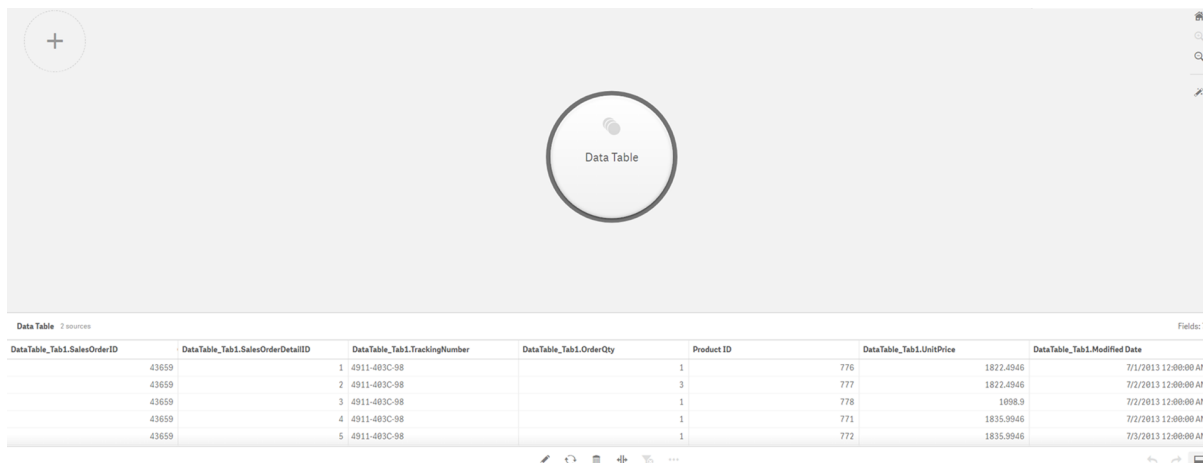 Data Table
Data Table 2 sources Fields:
DataTable_Tab1.SalesOrderID DataTable_Tab1.SalesOrderDetailID DataTable_Tab1.TrackingNumber DataTable_Tab1.OrderQty Product ID DataTable_Tab1.UnitPrice DataTable_Tab1.Modified Date
43659 1 4911-403C-98 1 776 1822.4946 7/1/2013 12:00:00 AM
43659 2 4911-403C-98 3 777 1822.4946 7/2/2013 12:00:00 AM
43659 3 4911-403C-98 1 778 1098.9 7/2/2013 12:00:00 AM
43659 4 4911-403C-98 1 771 1835.9946 7/2/2013 12:00:00 AM
43659 5 4911-403C-98 1 772 1835.9946 7/3/2013 12:00:00 AM